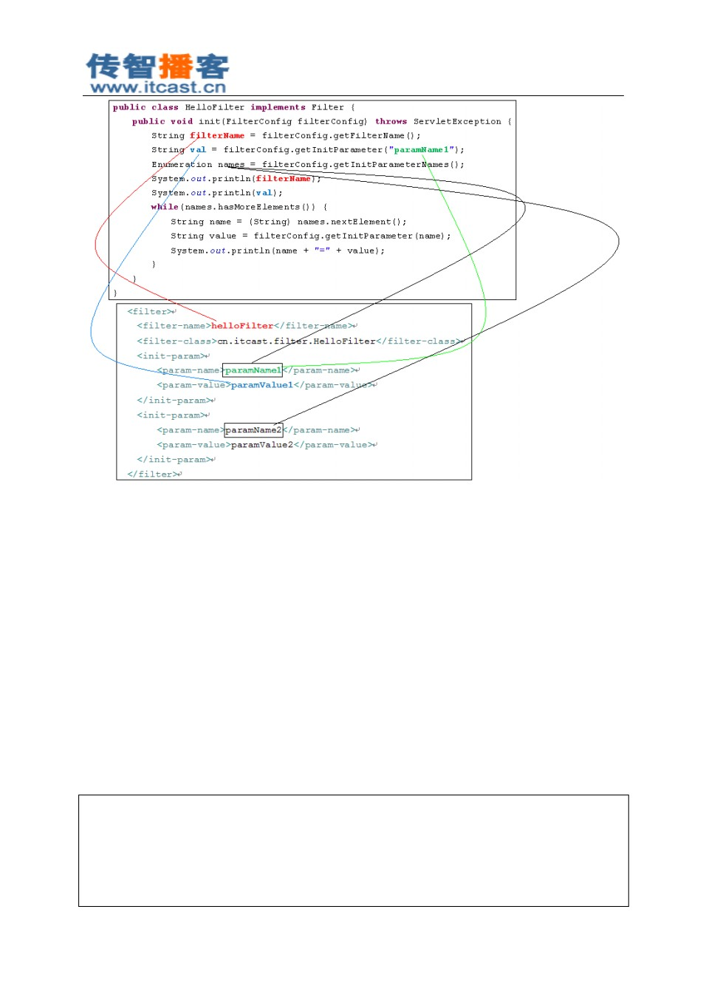 传智播客
www.itcast.cn
public class HelloFilter implements Filter {
public void init(FilterConfig filterConfig) throws ServletException {
String filterName = filterConfig.getFilterName();
String val = filterConfig.getInitParameter("paramName1");
Enumeration names = filterConfig.getInitParameterNames();
System.out.println(filterName);
System.out.println(val);
while(names.hasMoreElements()) {
String name = (String) names.nextElement();
String value = filterConfig.getInitParameter(name);
System.out.println(name + "=" + value);
}
}
}
<filter>↵
<filter-name>helloFilter</filter-name>↵
<filter-class>cn.itcast.filter.HelloFilter</filter-class>↵
<init-param>↵
<param-name>paramName1</param-name>↵
<param-value>paramValue1</param-value>↵
</init-param>↵
<init-param>↵
<param-name>paramName2</param-name>↵
<param-value>paramValue2</param-value>↵
</init-param>↵
</filter>↵